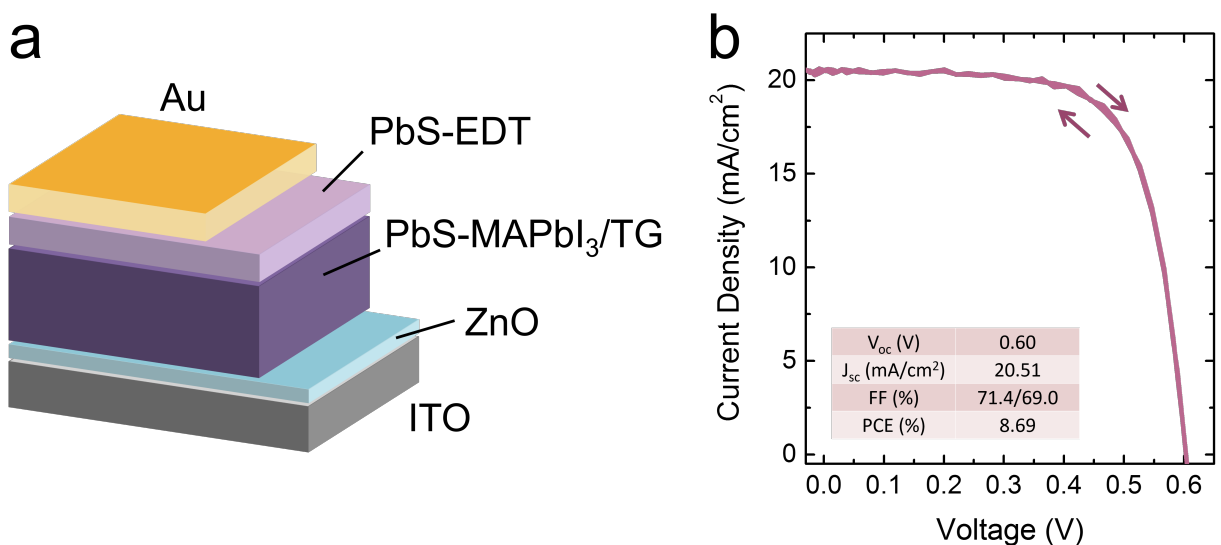 a
Au
PbS-EDT
PbS-MAPbI₃/TG
ZnO
ITO
b
Current Density (mA/cm²)
20
15
10
5
0
V_oc (V) 0.60
J_sc (mA/cm²) 20.51
FF (%) 71.4/69.0
PCE (%) 8.69
0.0 0.1 0.2 0.3 0.4 0.5 0.6
Voltage (V)